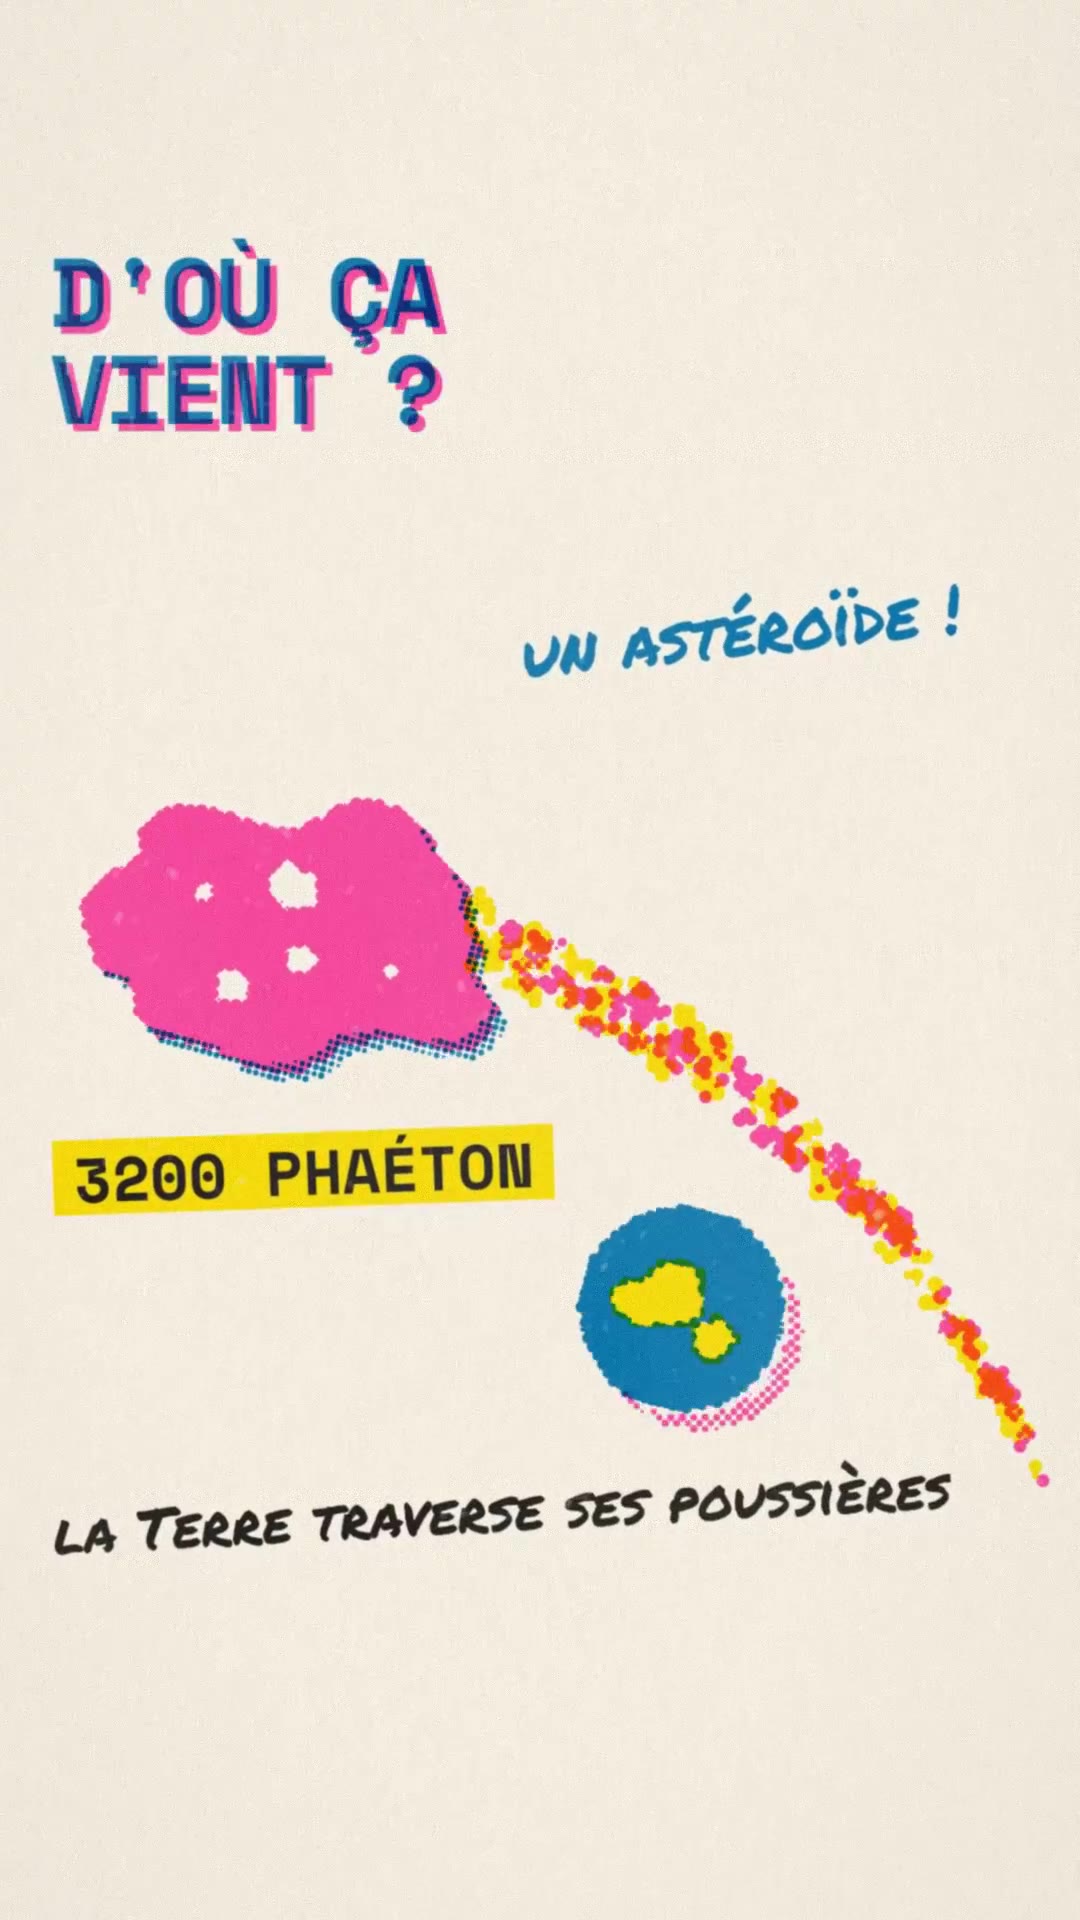 D'OÙ ÇA
VIENT ?
UN ASTÉROÏDE !
3200 PHAÉTON
LA TERRE TRAVERSE SES POUSSIÈRES